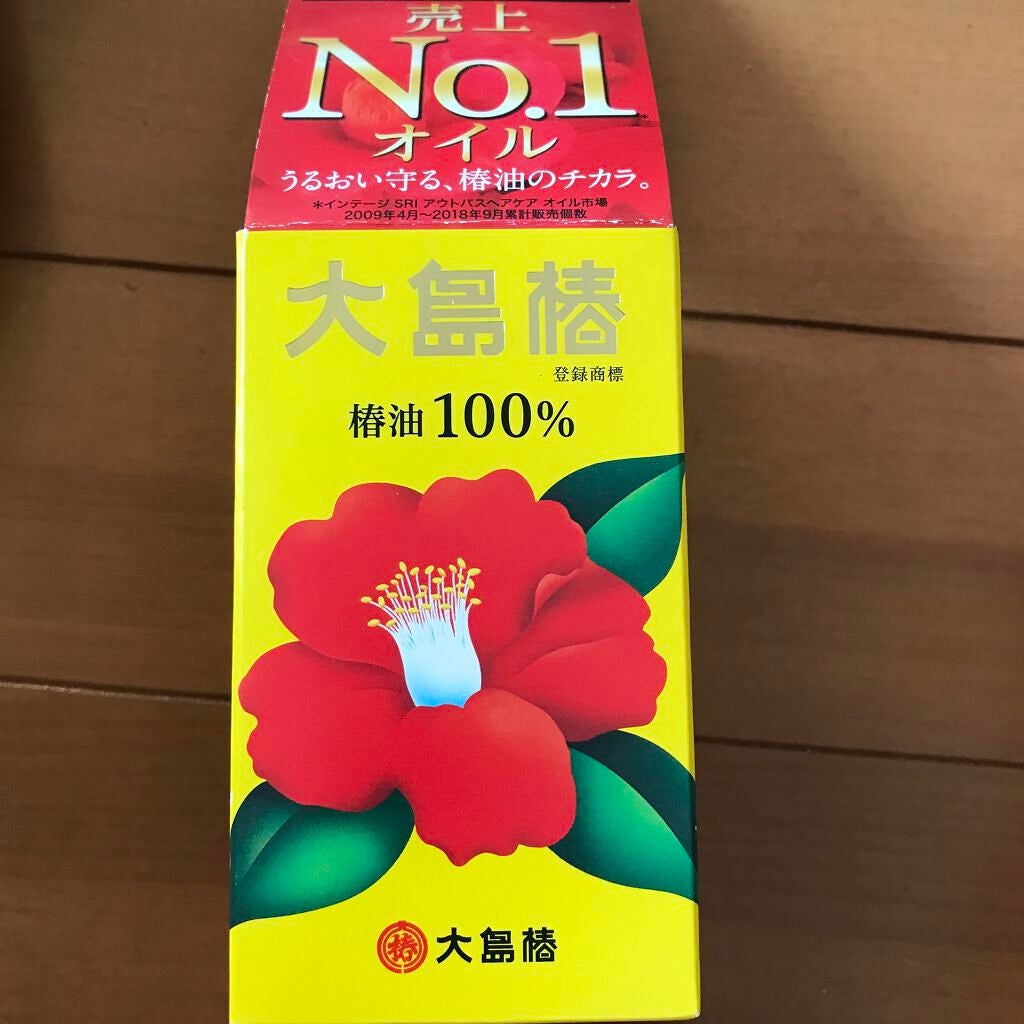 売上
No.1*
オイル
うるおい守る、椿油のチカラ。
*インテージ SRI アウトバスヘアケア オイル市場
2009年4月〜2018年9月累計販売個数
大島椿
登録商標
椿油100%
椿 大島椿